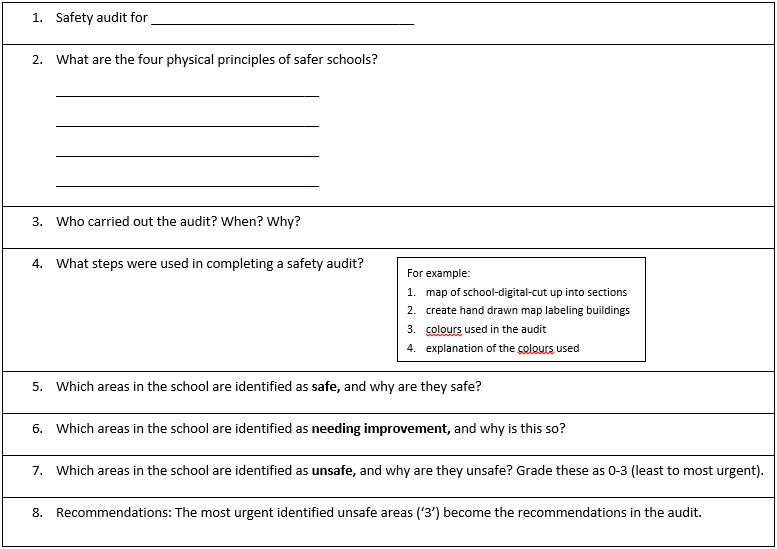 1. Safety audit for ______________________________________
2. What are the four physical principles of safer schools?
______________________________________
______________________________________
______________________________________
______________________________________
3. Who carried out the audit? When? Why?
4. What steps were used in completing a safety audit?
For example:
1. map of school-digital-cut up into sections
2. create hand drawn map labeling buildings
3. colours used in the audit
4. explanation of the colours used
5. Which areas in the school are identified as safe, and why are they safe?
6. Which areas in the school are identified as needing improvement, and why is this so?
7. Which areas in the school are identified as unsafe, and why are they unsafe? Grade these as 0-3 (least to most urgent).
8. Recommendations: The most urgent identified unsafe areas (‘3’) become the recommendations in the audit.